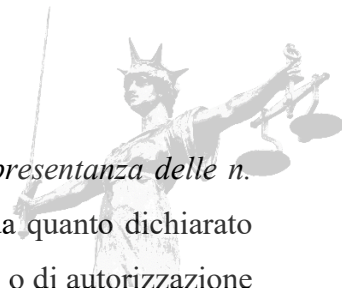 presentanza delle n.
a quanto dichiarato
o di autorizzazione